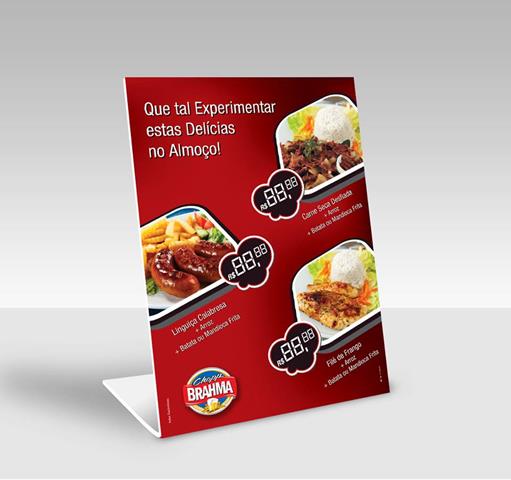 Que tal Experimentar
estas Delícias
no Almoço!
R$ 88,88
Carne Seca Desfiada
+ Arroz
+ Batata ou Mandioca Frita
R$ 88,88
Linguiça Calabresa
+ Arroz
+ Batata ou Mandioca Frita
R$ 88,88
Filé de Frango
+ Arroz
+ Batata ou Mandioca Frita
Chopp
BRAHMA